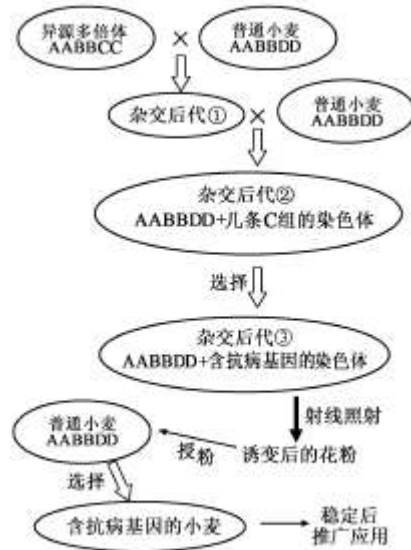 异源多倍体
AABBCC
×
普通小麦
AABBDD
杂交后代①
×
普通小麦
AABBDD
杂交后代②
AABBDD+几条C组的染色体
选择
杂交后代③
AABBDD+含抗病基因的染色体
射线照射
普通小麦
AABBDD
授粉
诱变后的花粉
选择
含抗病基因的小麦
稳定后
推广应用